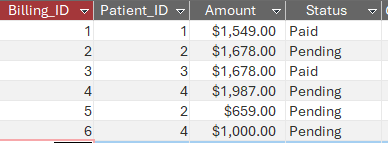 Billing_ID Patient_ID Amount Status
1 1 $1,549.00 Paid
2 2 $1,678.00 Pending
3 3 $1,678.00 Paid
4 4 $1,987.00 Pending
5 2 $659.00 Pending
6 4 $1,000.00 Pending